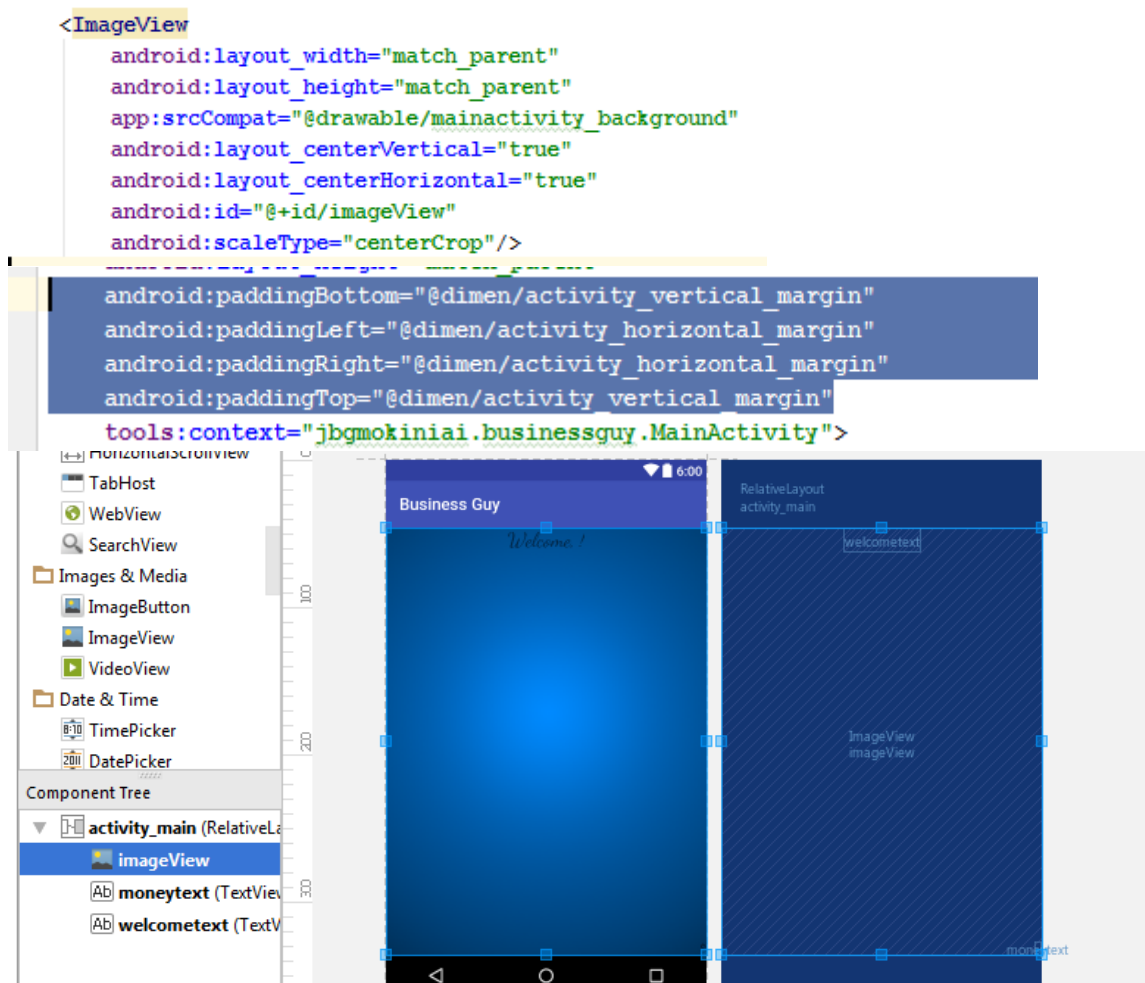 <ImageView
android:layout_width="match_parent"
android:layout_height="match_parent"
app:srcCompat="@drawable/mainactivity_background"
android:layout_centerVertical="true"
android:layout_centerHorizontal="true"
android:id="@+id/imageView"
android:scaleType="centerCrop"/>
android:paddingBottom="@dimen/activity_vertical_margin"
android:paddingLeft="@dimen/activity_horizontal_margin"
android:paddingRight="@dimen/activity_horizontal_margin"
android:paddingTop="@dimen/activity_vertical_margin"
tools:context="jbgmokiniai.businessguy.MainActivity">
HorizontalScrollView
TabHost
WebView
SearchView
Images & Media
ImageButton
ImageView
VideoView
Date & Time
TimePicker
DatePicker
Component Tree
activity_main (RelativeLa
imageView
Ab moneytext (TextView
Ab welcometext (TextV
0
100
200
300
6:00
Business Guy
Welcome, !
RelativeLayout
activity_main
welcometext
ImageView
imageView
moneytext